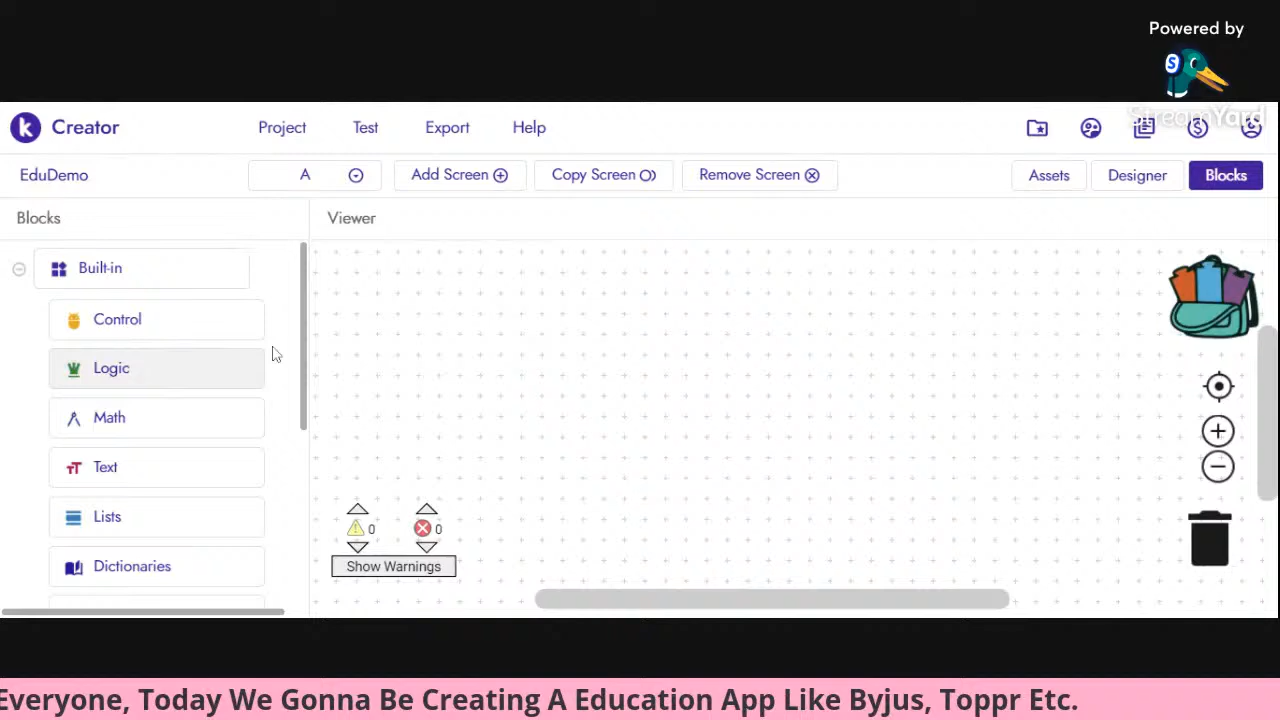 Powered by
S
StreamYard
k Creator
Project
Test
Export
Help
EduDemo
A
Add Screen
Copy Screen
Remove Screen
Assets
Designer
Blocks
Blocks
Viewer
Built-in
Control
Logic
Math
Text
Lists
Dictionaries
0
0
Show Warnings
Everyone, Today We Gonna Be Creating A Education App Like Byjus, Toppr Etc.